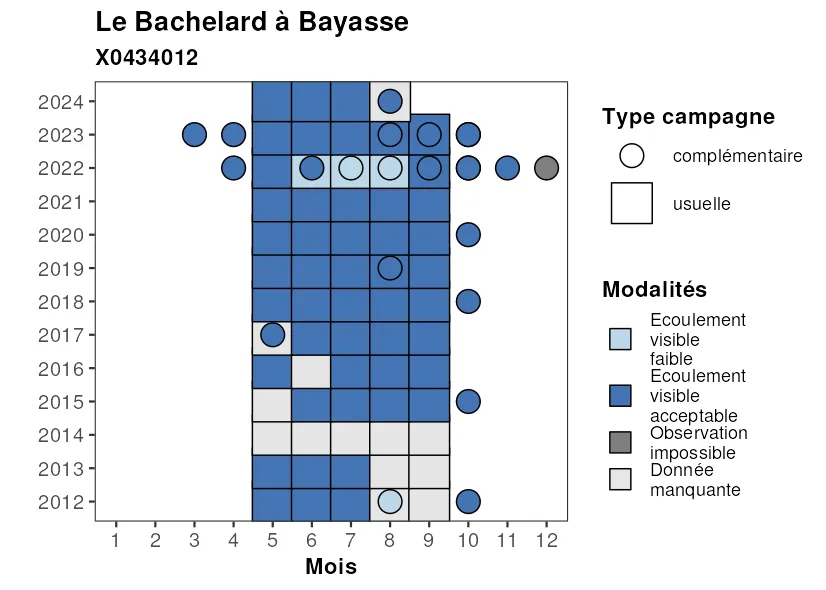 Le Bachelard à Bayasse
X0434012
2024
2023
2022
2021
2020
2019
2018
2017
2016
2015
2014
2013
2012
1 2 3 4 5 6 7 8 9 10 11 12
Mois
Type campagne
complémentaire
usuelle
Modalités
Ecoulement
visible
faible
Ecoulement
visible
acceptable
Observation
impossible
Donnée
manquante